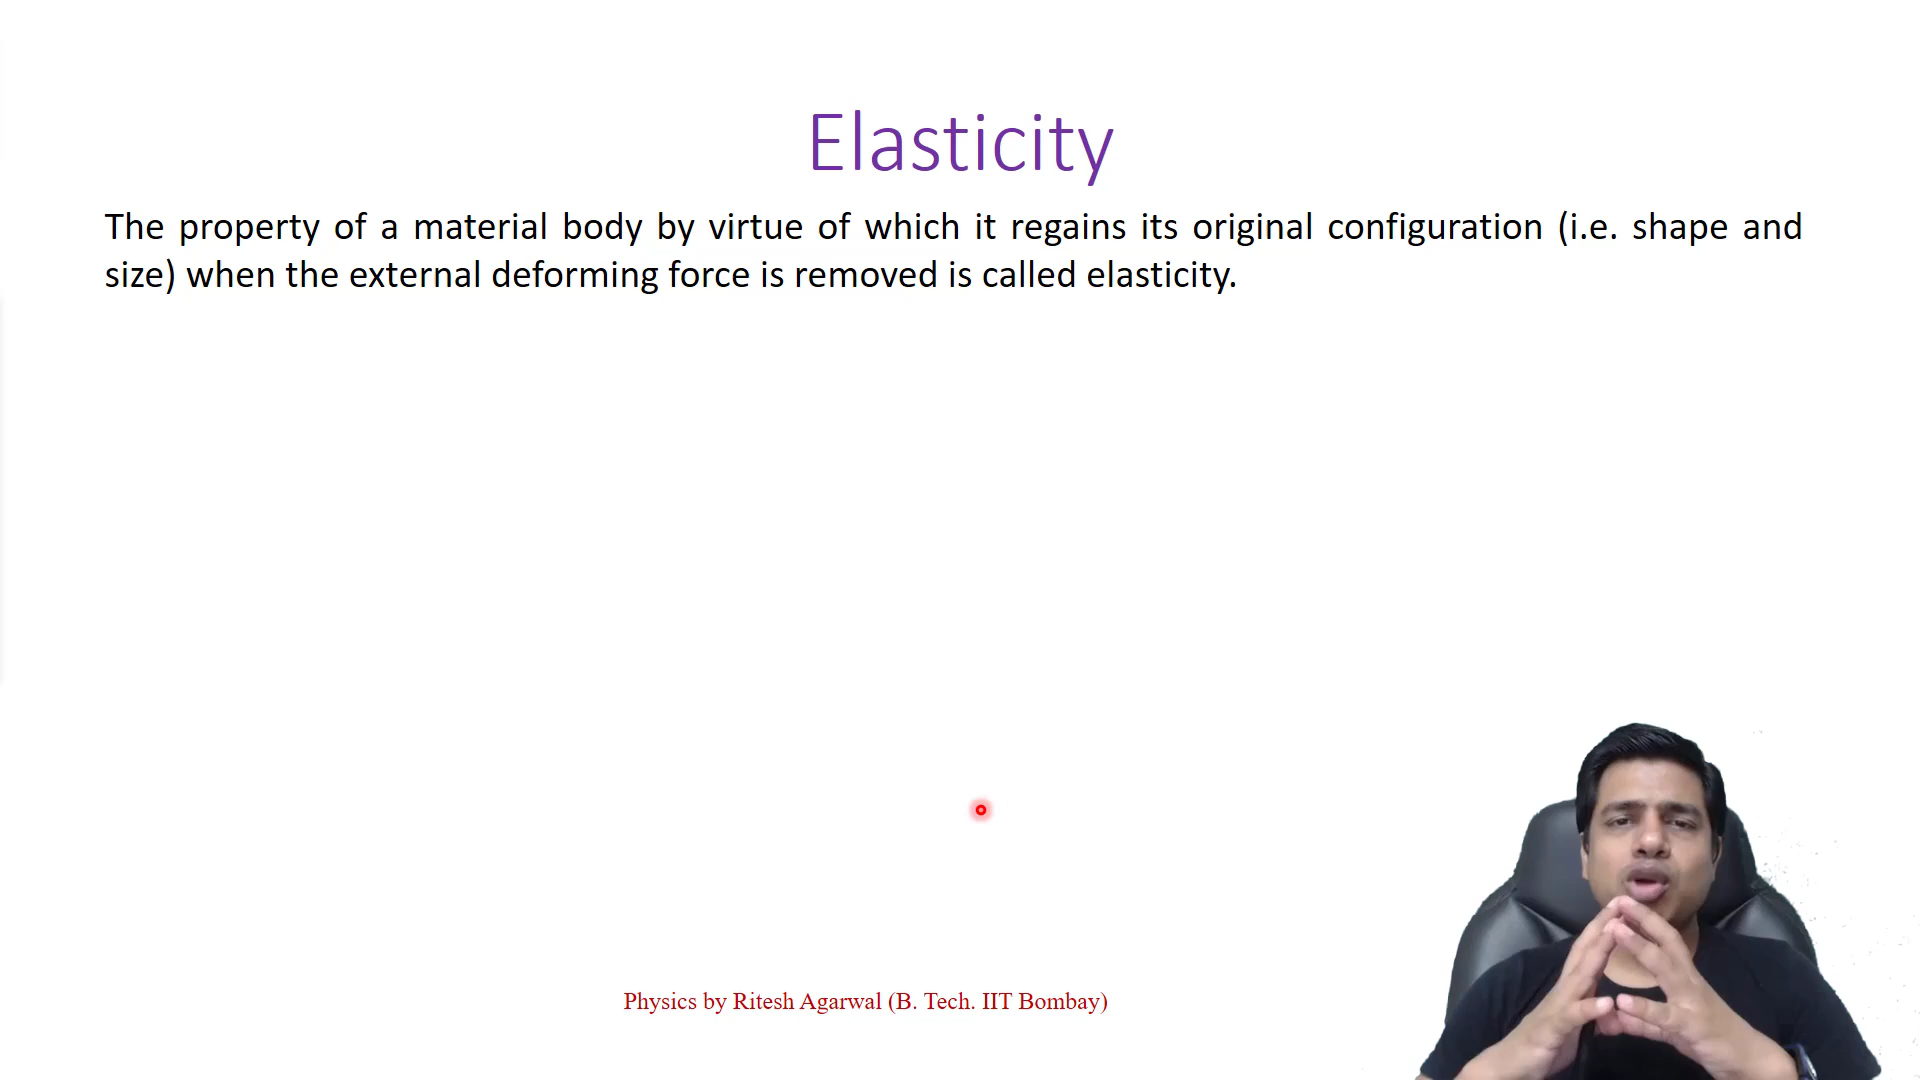 Elasticity
The property of a material body by virtue of which it regains its original configuration (i.e. shape and
size) when the external deforming force is removed is called elasticity.
Physics by Ritesh Agarwal (B. Tech. IIT Bombay)